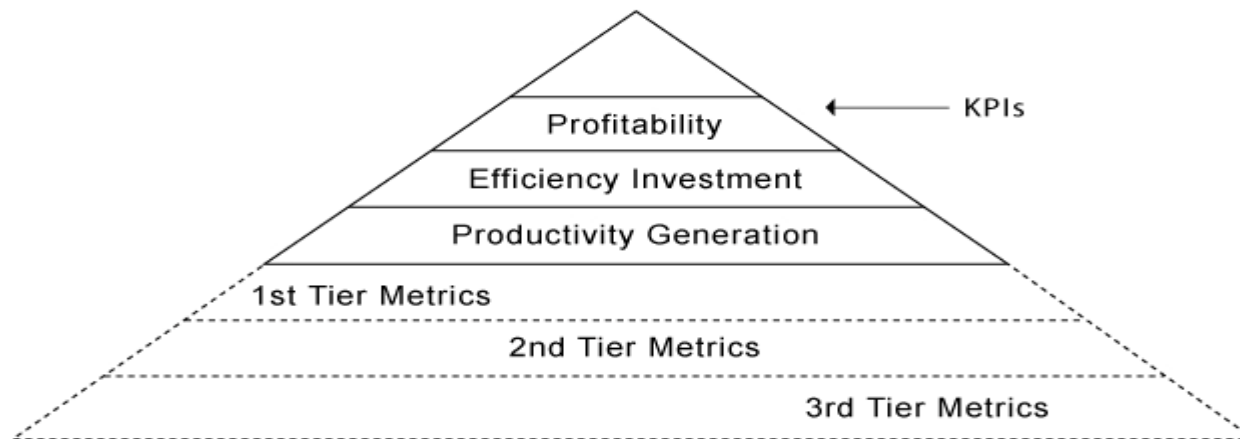 KPIs
Profitability
Efficiency Investment
Productivity Generation
1st Tier Metrics
2nd Tier Metrics
3rd Tier Metrics